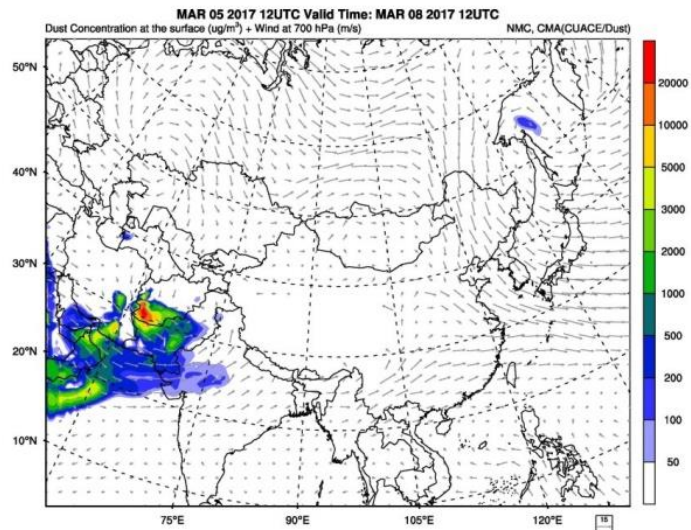 MAR 05 2017 12UTC Valid Time: MAR 08 2017 12UTC
Dust Concentration at the surface (ug/m³) + Wind at 700 hPa (m/s)
NMC, CMA(CUACE/Dust)
50°N
40°N
30°N
20°N
10°N
75°E
90°E
105°E
120°E
20000
10000
5000
3000
2000
1000
500
200
100
50
15